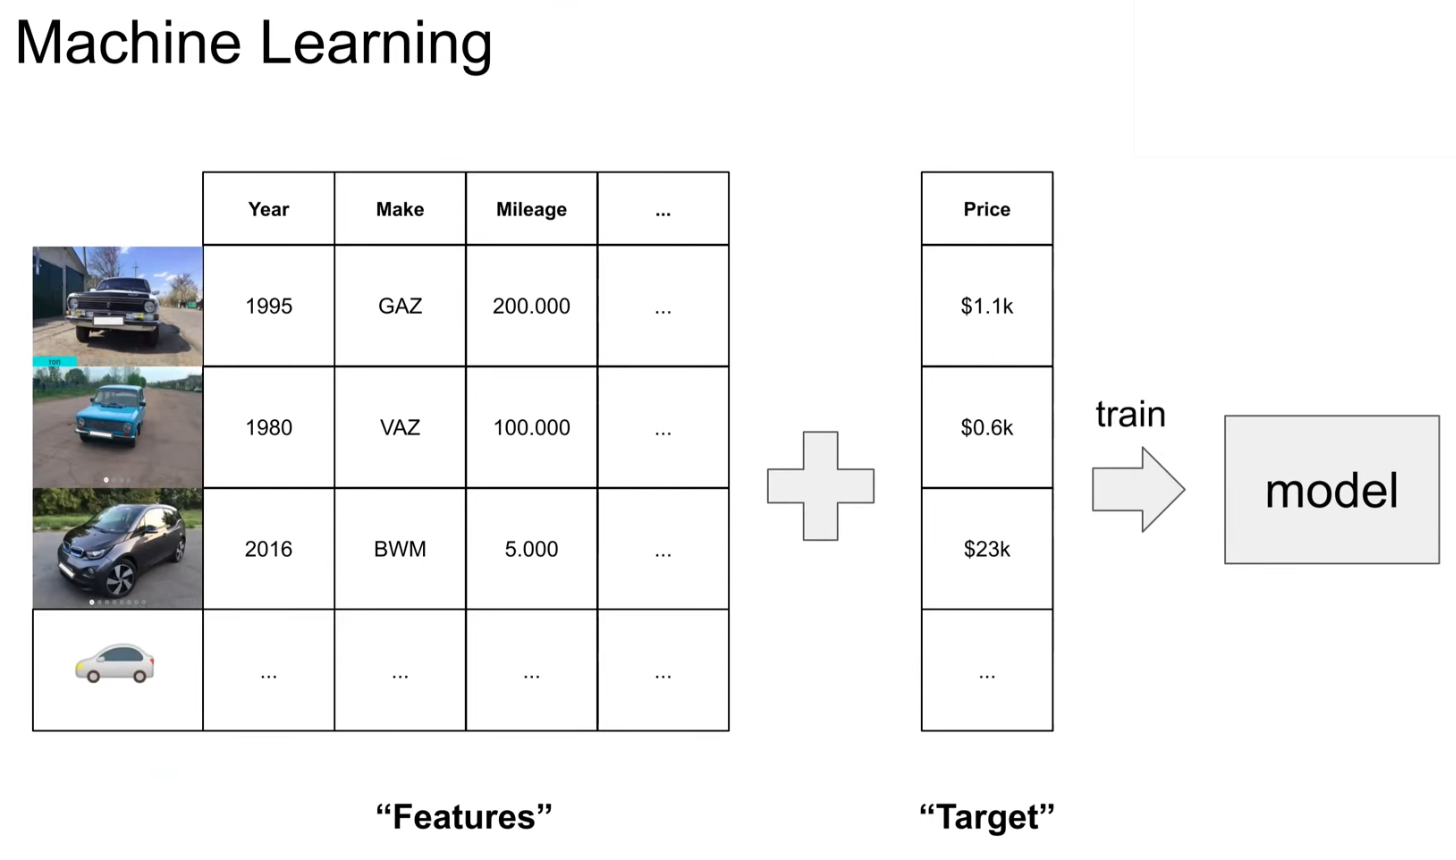 Machine Learning
Year Make Mileage ... Price
1995 GAZ 200.000 ... $1.1k
топ
1980 VAZ 100.000 ... $0.6k
train
model
2016 BWM 5.000 ... $23k
... ... ... ... ...
“Features” “Target”